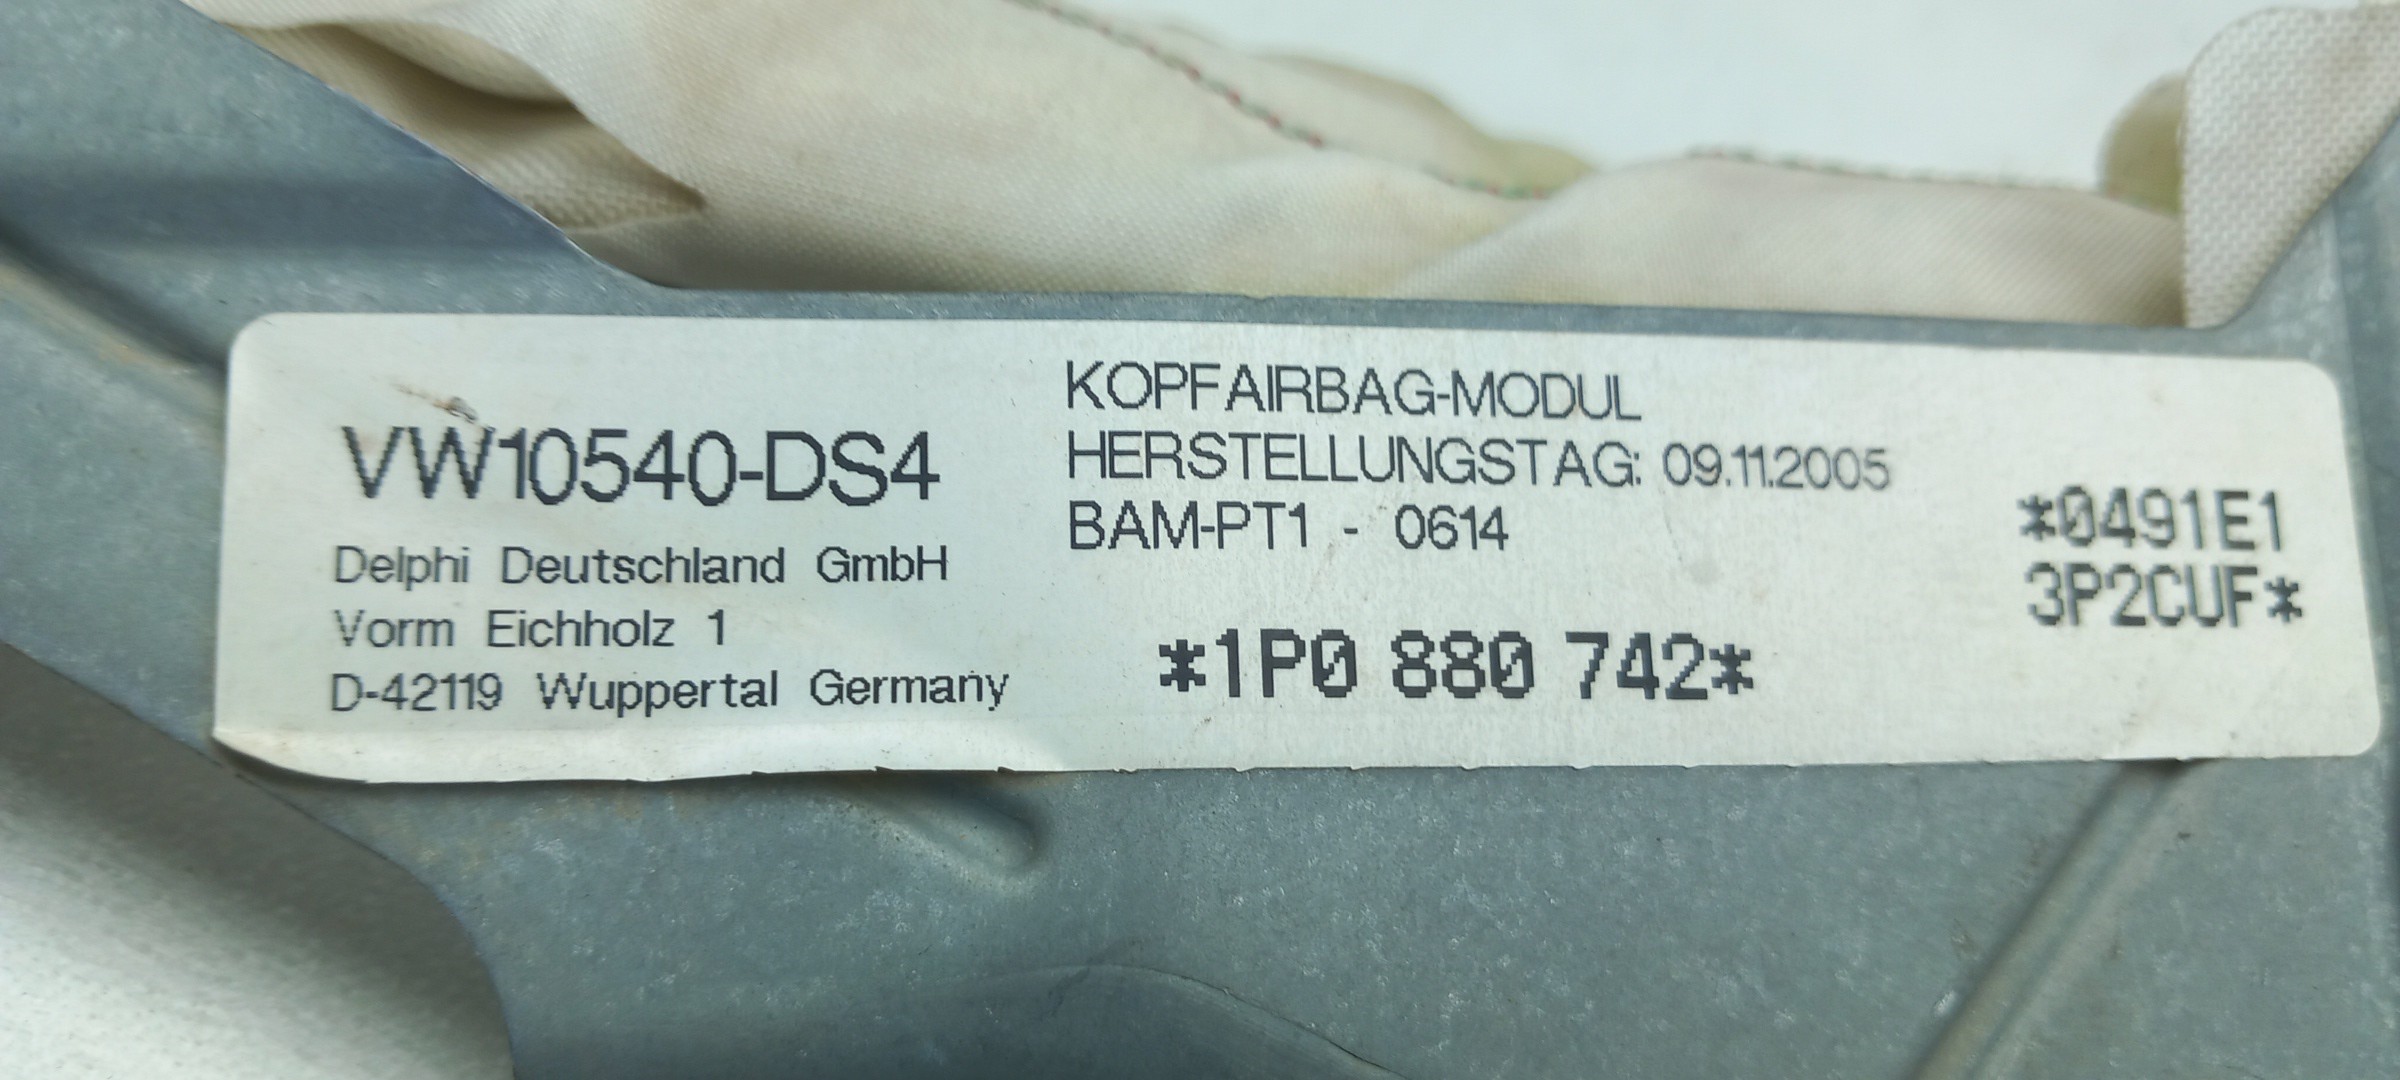 VW10540-DS4
Delphi Deutschland GmbH
Vorm Eichholz 1
D-42119 Wuppertal Germany
KOPFAIRBAG-MODUL
HERSTELLUNGSTAG: 09.11.2005
BAM-PT1 - 0614
*1P0 880 742*
*0491E1
3P2CUF*